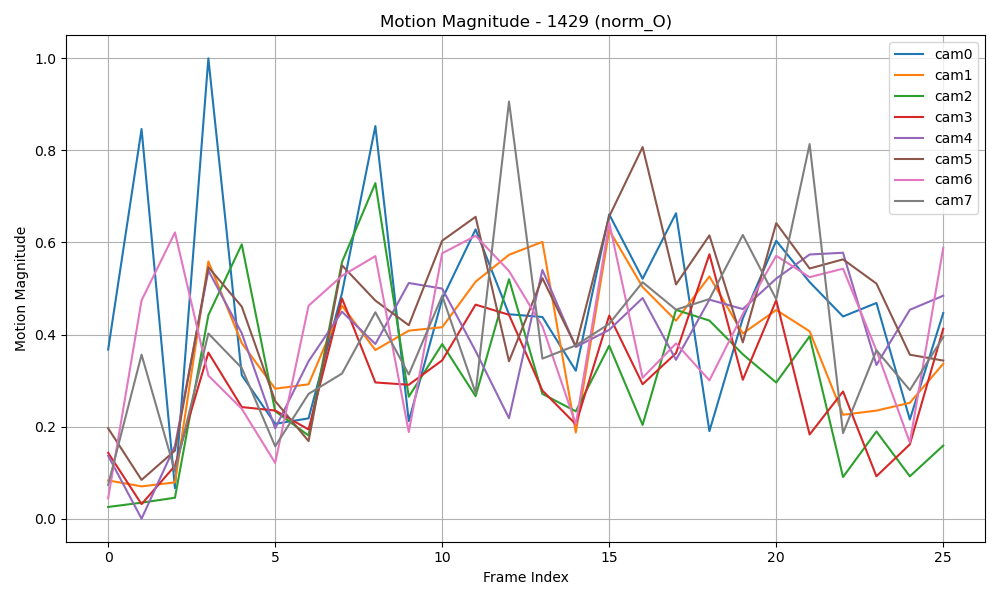 Motion Magnitude - 1429 (norm_O)
Motion Magnitude
1.0
0.8
0.6
0.4
0.2
0.0
0 5 10 15 20 25
Frame Index
cam0
cam1
cam2
cam3
cam4
cam5
cam6
cam7